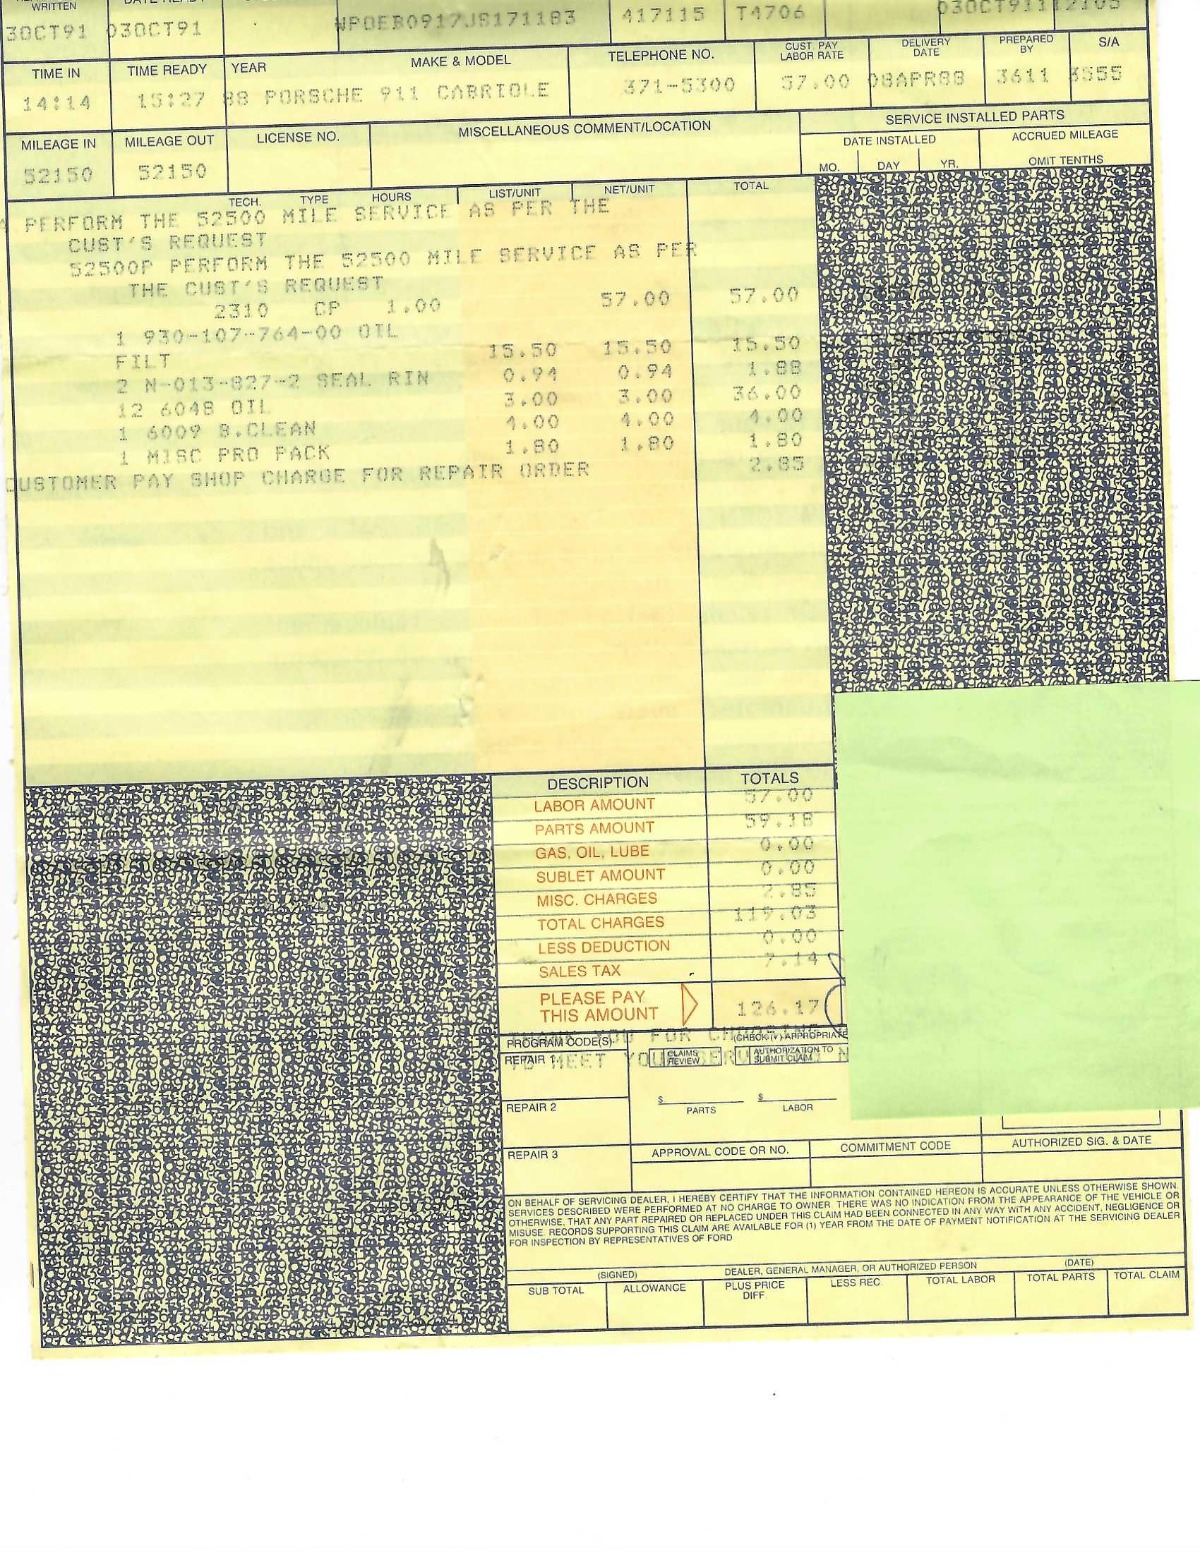 WRITTEN
30CT91 030CT91 WP0EB0917JS171183 417115 T4706 030CT91
TIME IN TIME READY YEAR MAKE & MODEL TELEPHONE NO. CUST. PAY LABOR RATE DELIVERY DATE PREPARED BY S/A
14:14 15:27 88 PORSCHE 911 CABRIOLE 371-5300 57.00 08APR88 3611 3555
MILEAGE IN MILEAGE OUT LICENSE NO. MISCELLANEOUS COMMENT/LOCATION SERVICE INSTALLED PARTS
DATE INSTALLED ACCRUED MILEAGE
52150 52150 MO. DAY YR. OMIT TENTHS
TECH. TYPE HOURS LIST/UNIT NET/UNIT TOTAL
PERFORM THE 52500 MILE SERVICE AS PER THE
CUST'S REQUEST
52500P PERFORM THE 52500 MILE SERVICE AS PER
THE CUST'S REQUEST
2310 CP 1.00 57.00 57.00
1 930-107-764-00 OIL
FILT 15.50 15.50 15.50
2 N-013-827-2 SEAL RIN 0.94 0.94 1.88
12 6048 OIL 3.00 3.00 36.00
1 6009 B.CLEAN 4.00 4.00 4.00
1 MISC PRO PACK 1.80 1.80 1.80
CUSTOMER PAY SHOP CHARGE FOR REPAIR ORDER 2.85
DESCRIPTION TOTALS
LABOR AMOUNT 57.00
PARTS AMOUNT 59.18
GAS, OIL, LUBE 0.00
SUBLET AMOUNT 0.00
MISC. CHARGES 2.85
TOTAL CHARGES 119.03
LESS DEDUCTION 0.00
SALES TAX 7.14
PLEASE PAY
THIS AMOUNT 126.17
YOU FOR
PROGRAM CODE(S) (CHECK (√) APPROPRIATE
REPAIR 1 CLAIMS REVIEW AUTHORIZATION TO SUBMIT CLAIM
TO MEET YOUR
REPAIR 2 $ PARTS $ LABOR
REPAIR 3 APPROVAL CODE OR NO. COMMITMENT CODE AUTHORIZED SIG. & DATE
ON BEHALF OF SERVICING DEALER, I HEREBY CERTIFY THAT THE INFORMATION CONTAINED HEREON IS ACCURATE UNLESS OTHERWISE SHOWN.
SERVICES DESCRIBED WERE PERFORMED AT NO CHARGE TO OWNER. THERE WAS NO INDICATION FROM THE APPEARANCE OF THE VEHICLE OR
OTHERWISE, THAT ANY PART REPAIRED OR REPLACED UNDER THIS CLAIM HAD BEEN CONNECTED IN ANY WAY WITH ANY ACCIDENT, NEGLIGENCE OR
MISUSE. RECORDS SUPPORTING THIS CLAIM ARE AVAILABLE FOR (1) YEAR FROM THE DATE OF PAYMENT NOTIFICATION AT THE SERVICING DEALER
FOR INSPECTION BY REPRESENTATIVES OF FORD
(SIGNED) DEALER, GENERAL MANAGER, OR AUTHORIZED PERSON (DATE)
SUB TOTAL ALLOWANCE PLUS PRICE DIFF. LESS REC. TOTAL LABOR TOTAL PARTS TOTAL CLAIM